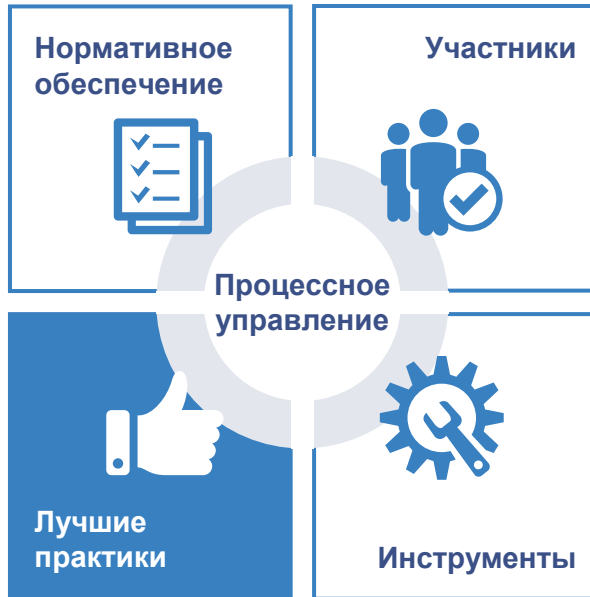 Нормативное
обеспечение
Участники
Процессное
управление
Лучшие
практики
Инструменты